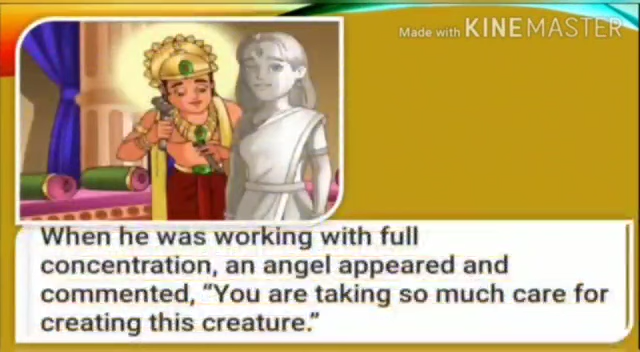 Made with KINEMASTER
When he was working with full
concentration, an angel appeared and
commented, “You are taking so much care for
creating this creature.”